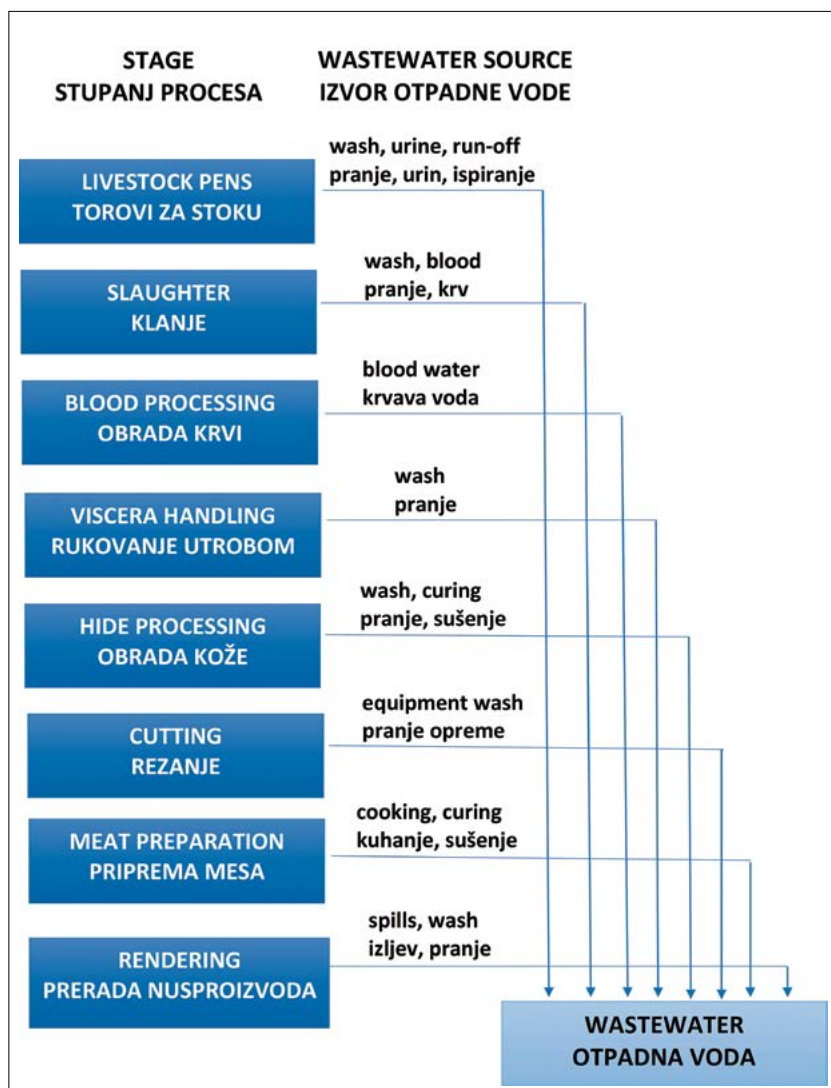 STAGE
STUPANJ PROCESA
WASTEWATER SOURCE
IZVOR OTPADNE VODE
LIVESTOCK PENS
TOROVI ZA STOKU
wash, urine, run-off
pranje, urin, ispiranje
SLAUGHTER
KLANJE
wash, blood
pranje, krv
BLOOD PROCESSING
OBRADA KRVI
blood water
krvava voda
VISCERA HANDLING
RUKOVANJE UTROBOM
wash
pranje
HIDE PROCESSING
OBRADA KOŽE
wash, curing
pranje, sušenje
CUTTING
REZANJE
equipment wash
pranje opreme
MEAT PREPARATION
PRIPREMA MESA
cooking, curing
kuhanje, sušenje
RENDERING
PRERADA NUSPROIZVODA
spills, wash
izljev, pranje
WASTEWATER
OTPADNA VODA